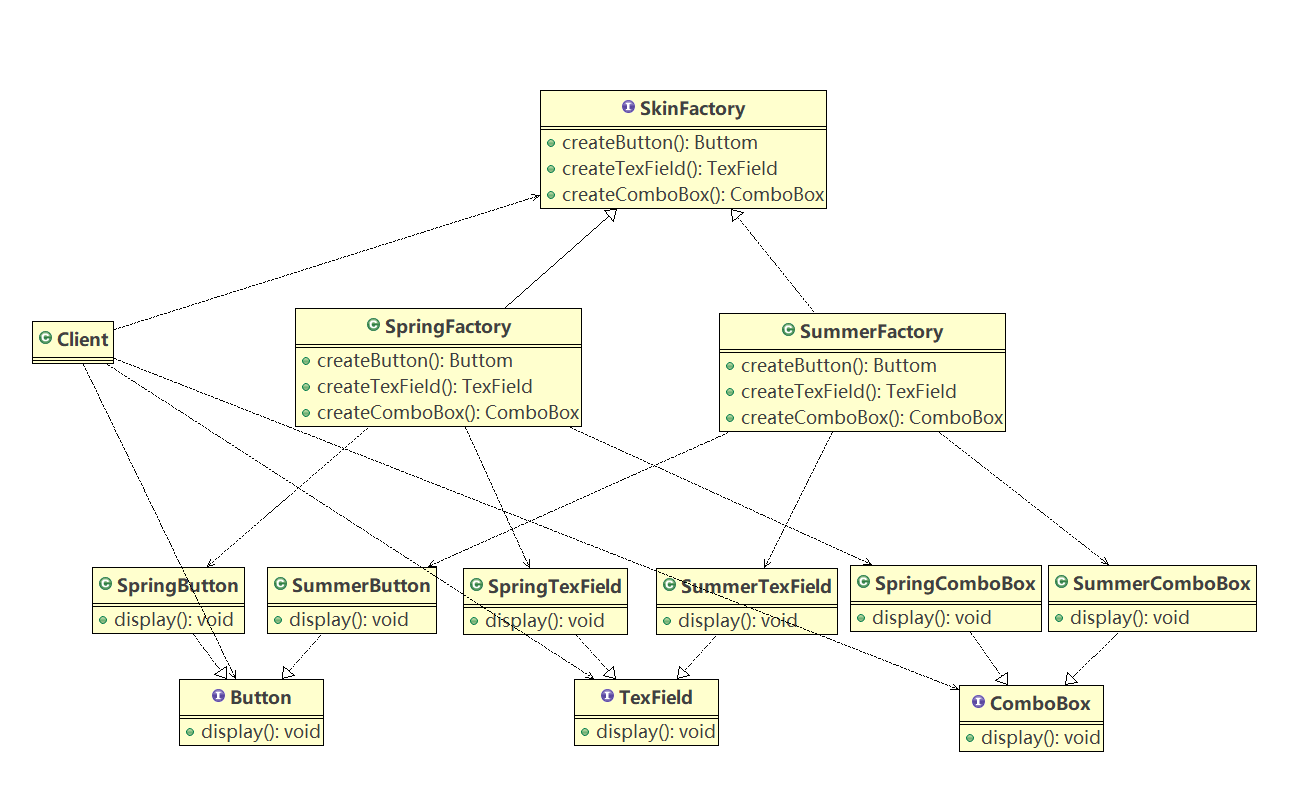 SkinFactory
createButton(): Buttom
createTexField(): TexField
createComboBox(): ComboBox
Client
SpringFactory
createButton(): Buttom
createTexField(): TexField
createComboBox(): ComboBox
SummerFactory
createButton(): Buttom
createTexField(): TexField
createComboBox(): ComboBox
SpringButton
display(): void
SummerButton
display(): void
SpringTexField
display(): void
SummerTexField
display(): void
SpringComboBox
display(): void
SummerComboBox
display(): void
Button
display(): void
TexField
display(): void
ComboBox
display(): void